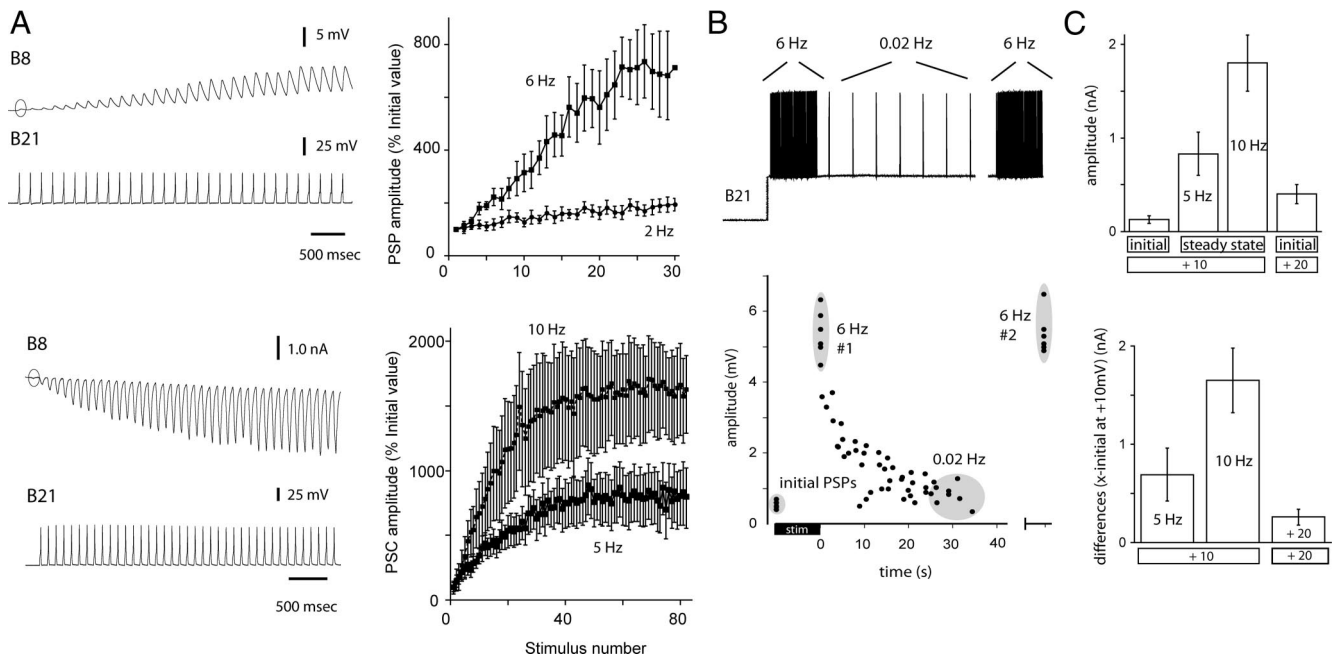 A
B8
5 mV
B21
25 mV
500 msec
PSP amplitude (% Initial value)
800
400
0
6 Hz
2 Hz
10
20
30
B8
1.0 nA
B21
25 mV
500 msec
PSC amplitude (% Initial value)
2000
1000
0
10 Hz
5 Hz
0
40
80
Stimulus number
B
6 Hz
0.02 Hz
6 Hz
B21
amplitude (mV)
6
4
2
0
6 Hz
#1
6 Hz
#2
0.02 Hz
initial PSPs
stim
0
10
20
30
40
time (s)
C
amplitude (nA)
2
1
0
5 Hz
10 Hz
initial
steady state
initial
+ 10
+ 20
differences (x-initial at +10mV) (nA)
2
1
0
5 Hz
10 Hz
+ 20
+ 10
+ 20